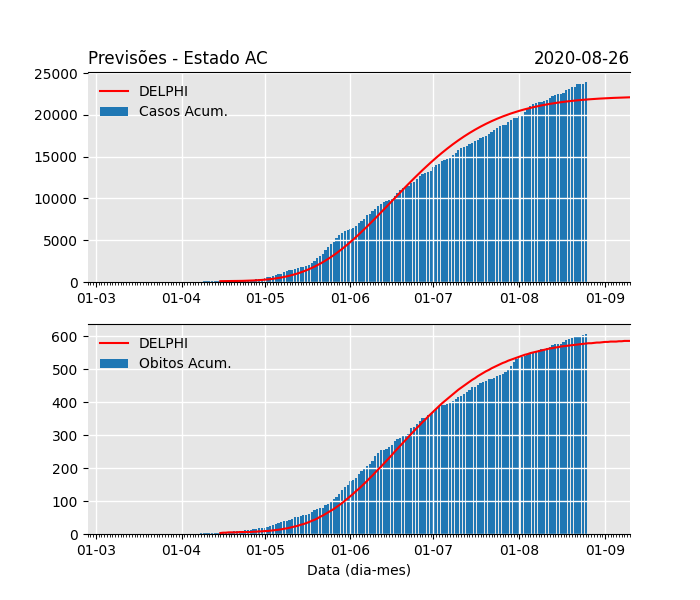 Previsões - Estado AC 2020-08-26
25000
20000
15000
10000
5000
0
DELPHI
Casos Acum.
01-03 01-04 01-05 01-06 01-07 01-08 01-09
600
500
400
300
200
100
0
DELPHI
Obitos Acum.
01-03 01-04 01-05 01-06 01-07 01-08 01-09
Data (dia-mes)